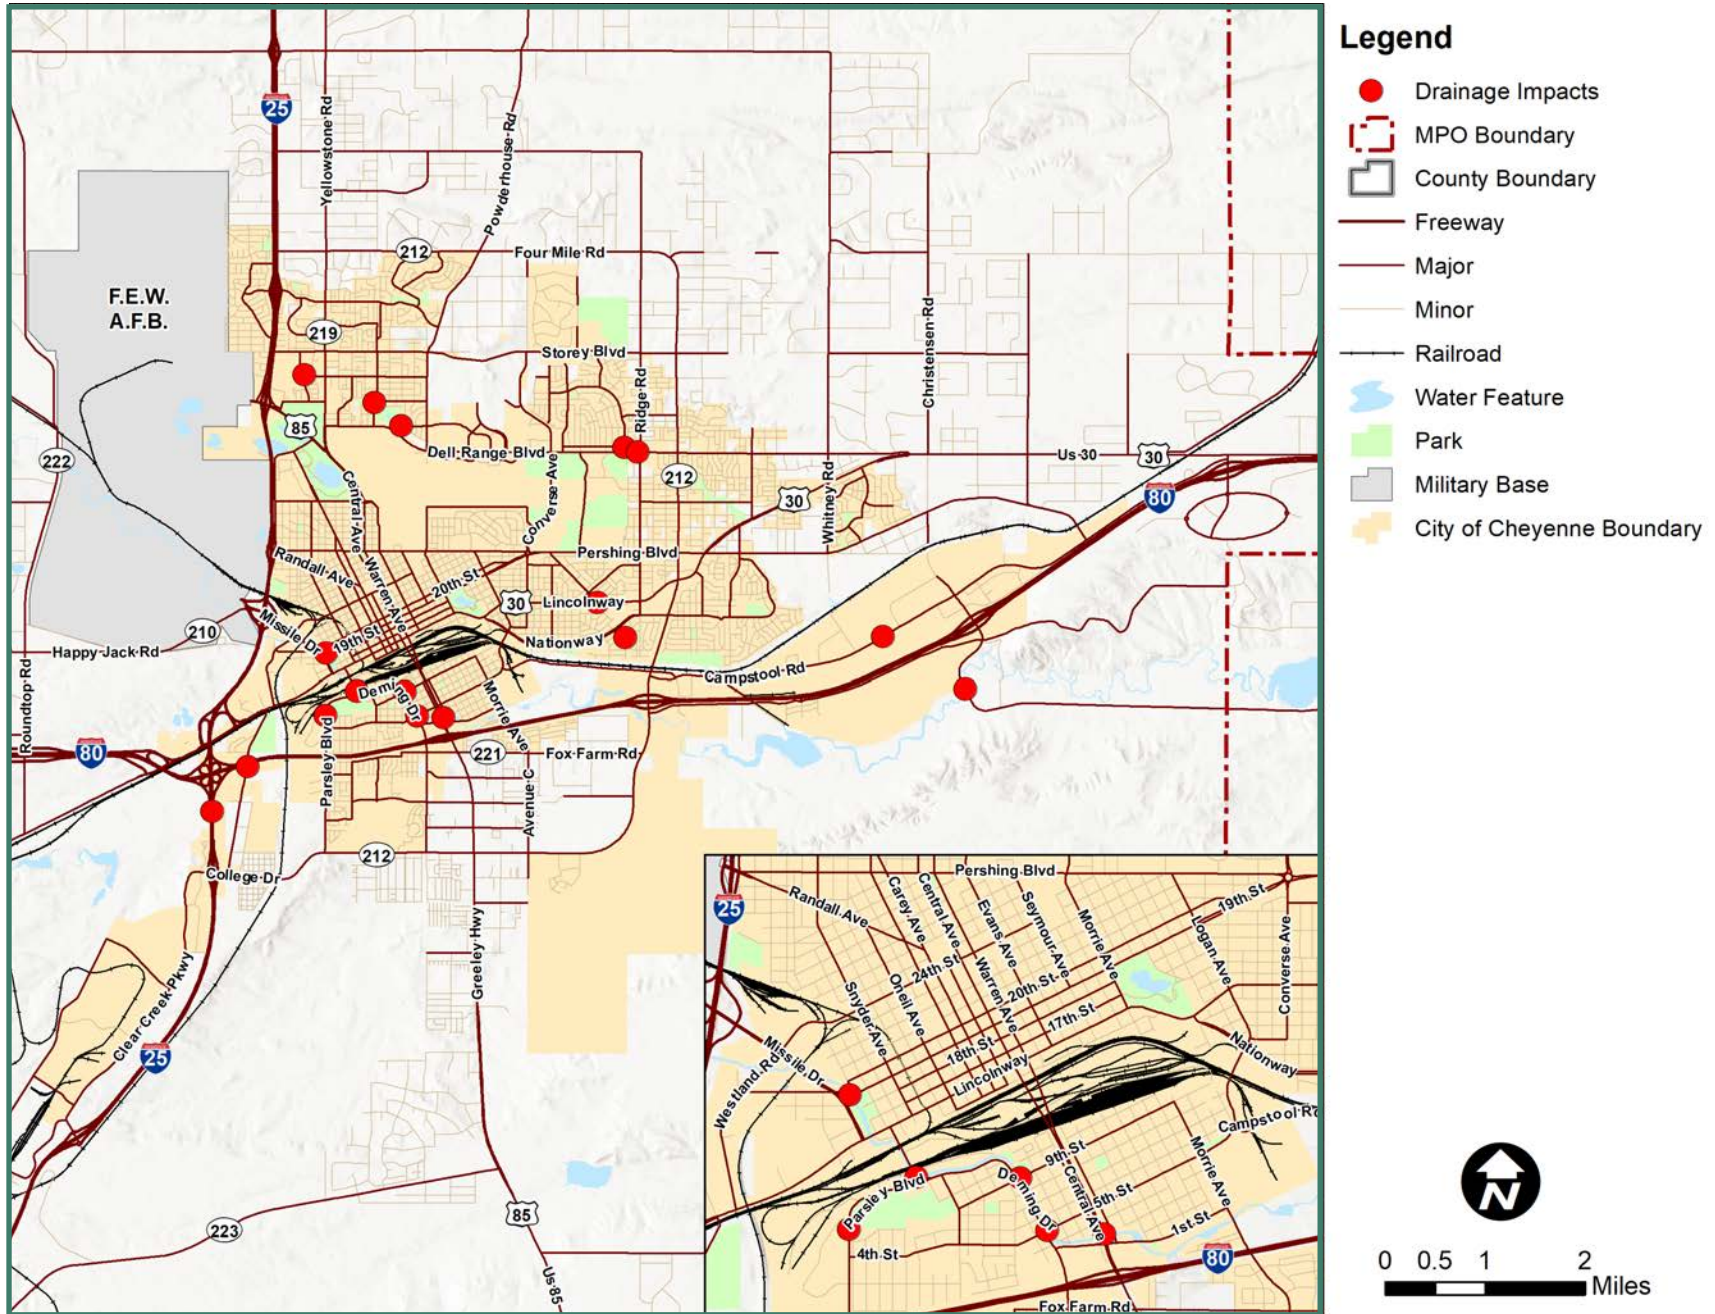 Legend
Drainage Impacts
MPO Boundary
County Boundary
Freeway
Major
Minor
Railroad
Water Feature
Park
Military Base
City of Cheyenne Boundary
25
Yellowstone Rd
Powderhouse Rd
212
Four Mile Rd
F.E.W.
A.F.B.
219
Storey Blvd
Ridge Rd
Christensen Rd
85
222
Dell Range Blvd
Us 30
30
212
80
30
Whitney Rd
Central Ave
Converse Ave
Pershing Blvd
Randall Ave
Warren Ave
20th St
30
Lincolnway
210
Missile Dr
19th St
Nationway
Happy Jack Rd
Campstool Rd
Roundtop Rd
Deming Dr
Morrie Ave
Parsley Blvd
80
221
Fox Farm Rd
Avenue C
212
College Dr
Greeley Hwy
Clear Creek Pkwy
25
223
85
Us 85
Pershing Blvd
25
Randall Ave
Carey Ave
Central Ave
Evans Ave
Seymour Ave
Morrie Ave
19th St
Logan Ave
Converse Ave
24th St
Oneil Ave
Snyder Ave
Warren Ave
20th St
17th St
18th St
Lincolnway
Missile Dr
Westland Rd
Nationway
Campstool Rd
9th St
Morrie Ave
Deming Dr
Central Ave
5th St
Parsley Blvd
1st St
4th St
80
Fox Farm Rd
N
0 0.5 1 2
Miles